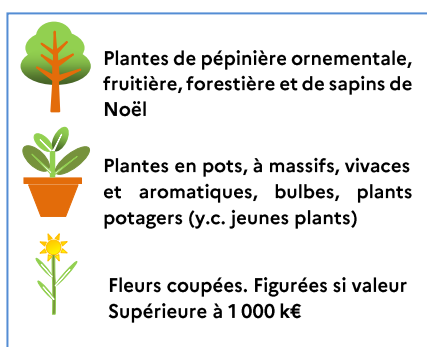 Plantes de pépinière ornementale,
fruitière, forestière et de sapins de
Noël
Plantes en pots, à massifs, vivaces
et aromatiques, bulbes, plants
potagers (y.c. jeunes plants)
Fleurs coupées. Figurées si valeur
Supérieure à 1 000 k€